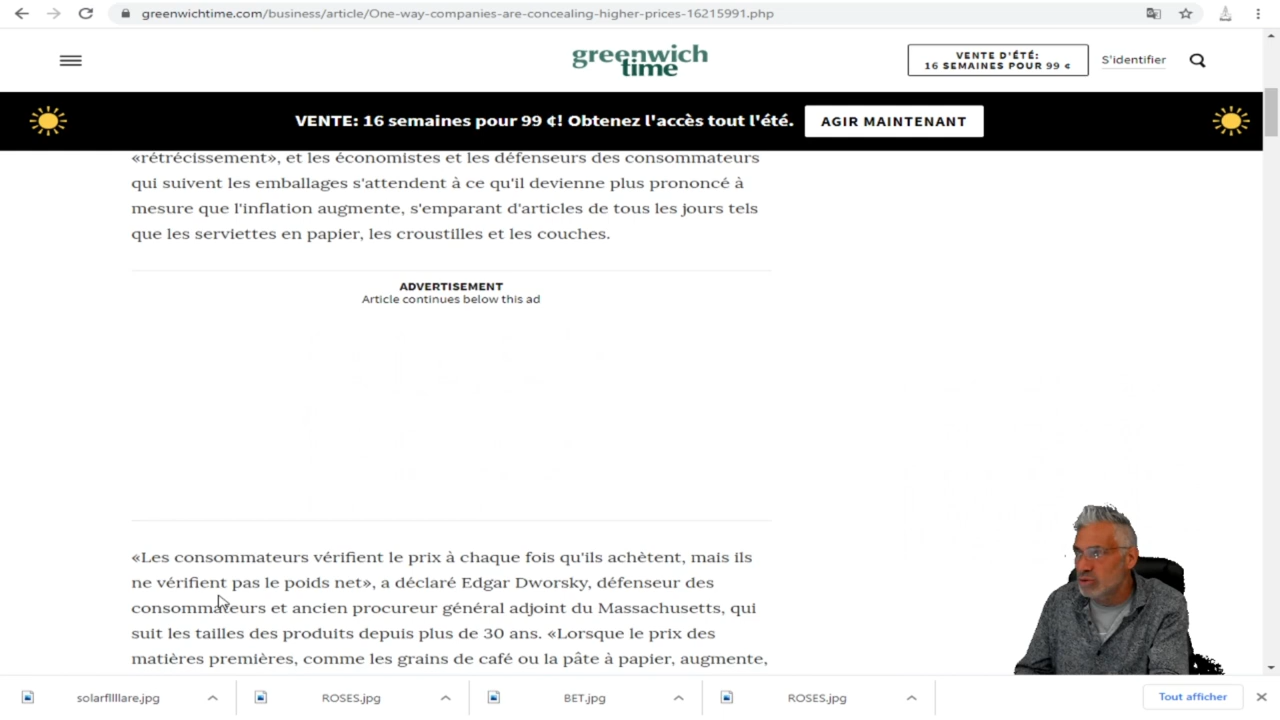 greenwichtime.com/business/article/One-way-companies-are-concealing-higher-prices-16215991.php
greenwich
time
VENTE D'ÉTÉ:
16 SEMAINES POUR 99 ¢
S'identifier
VENTE: 16 semaines pour 99 ¢! Obtenez l'accès tout l'été.
AGIR MAINTENANT
«rétrécissement», et les économistes et les défenseurs des consommateurs
qui suivent les emballages s'attendent à ce qu'il devienne plus prononcé à
mesure que l'inflation augmente, s'emparant d'articles de tous les jours tels
que les serviettes en papier, les croustilles et les couches.
ADVERTISEMENT
Article continues below this ad
«Les consommateurs vérifient le prix à chaque fois qu'ils achètent, mais ils
ne vérifient pas le poids net», a déclaré Edgar Dworsky, défenseur des
consommateurs et ancien procureur général adjoint du Massachusetts, qui
suit les tailles des produits depuis plus de 30 ans. «Lorsque le prix des
matières premières, comme les grains de café ou la pâte à papier, augmente,
solarfllllare.jpg
ROSES.jpg
BET.jpg
ROSES.jpg
Tout afficher